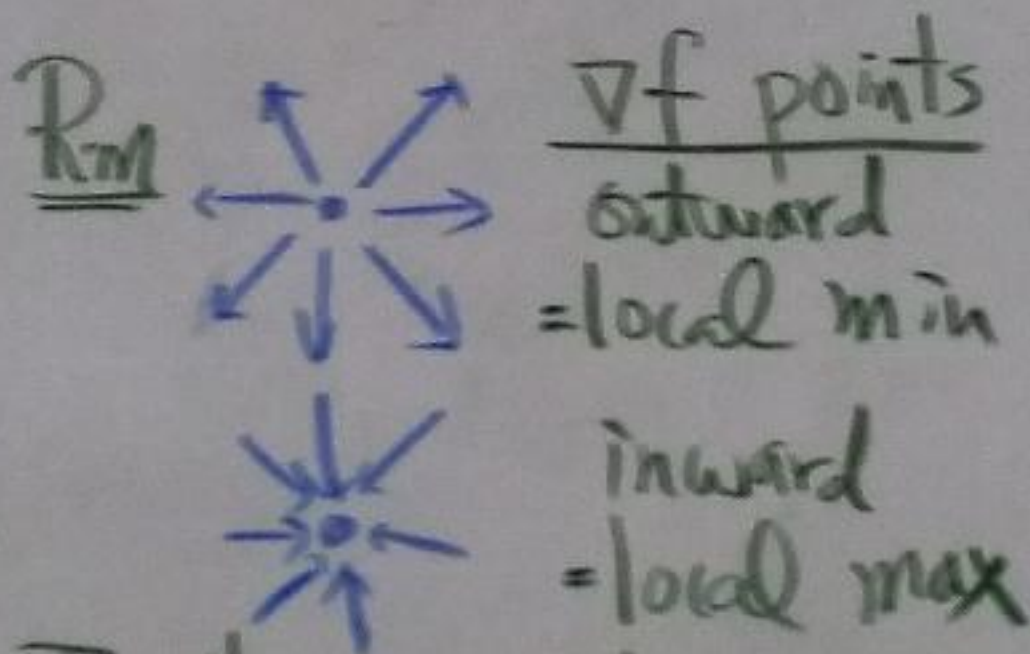 Rm
∇f points
outward
=local min
inward
=local max